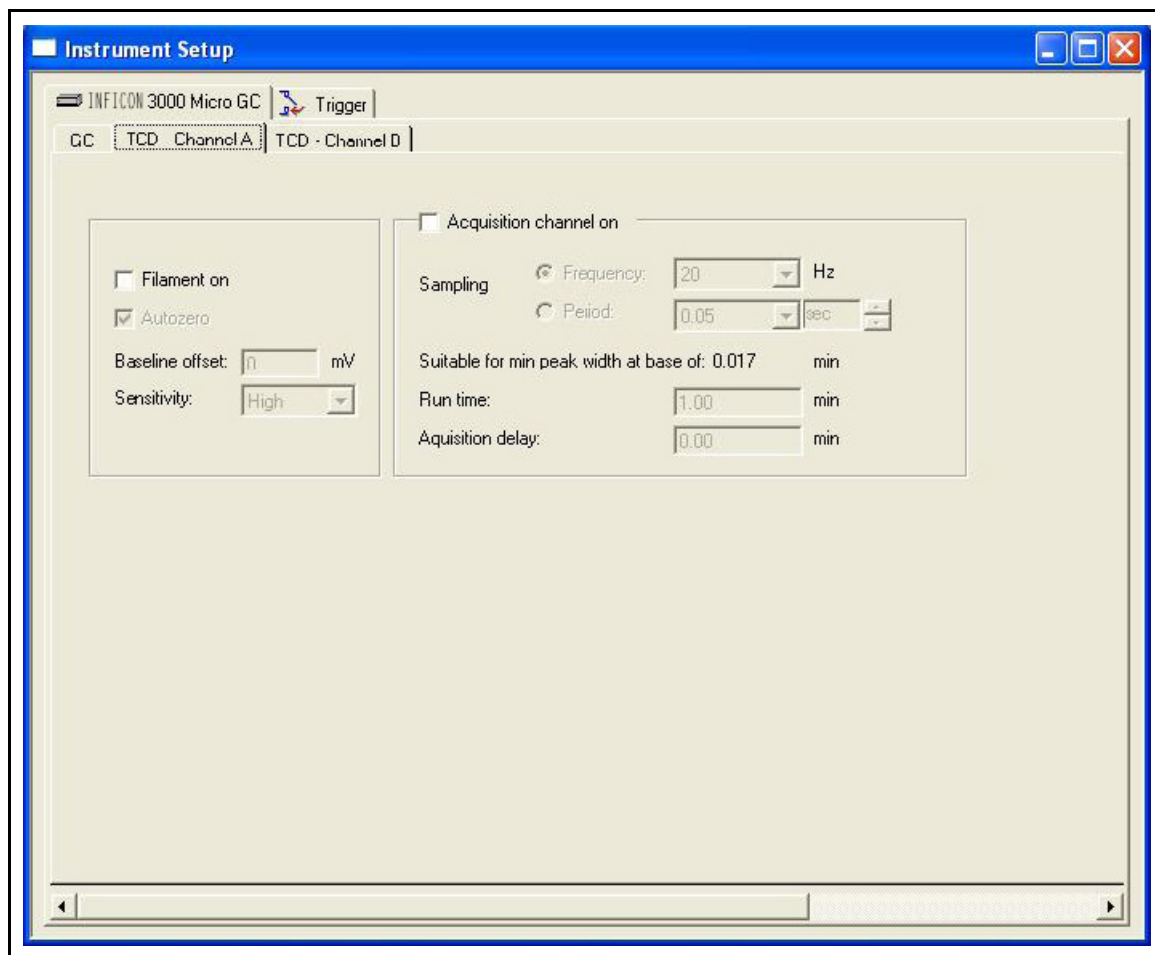 Instrument Setup
INFICON 3000 Micro GC Trigger
GC TCD Channel A TCD - Channel
Acquisition channel on
Filament on
Sampling Frequency: 20 Hz
Autozero
Period: 0.05 sec
Baseline offset: mV
Suitable for min peak width at base of: 0.017 min
Sensitivity: High
Run time: 1.00 min
Aquisition delay: 0.00 min